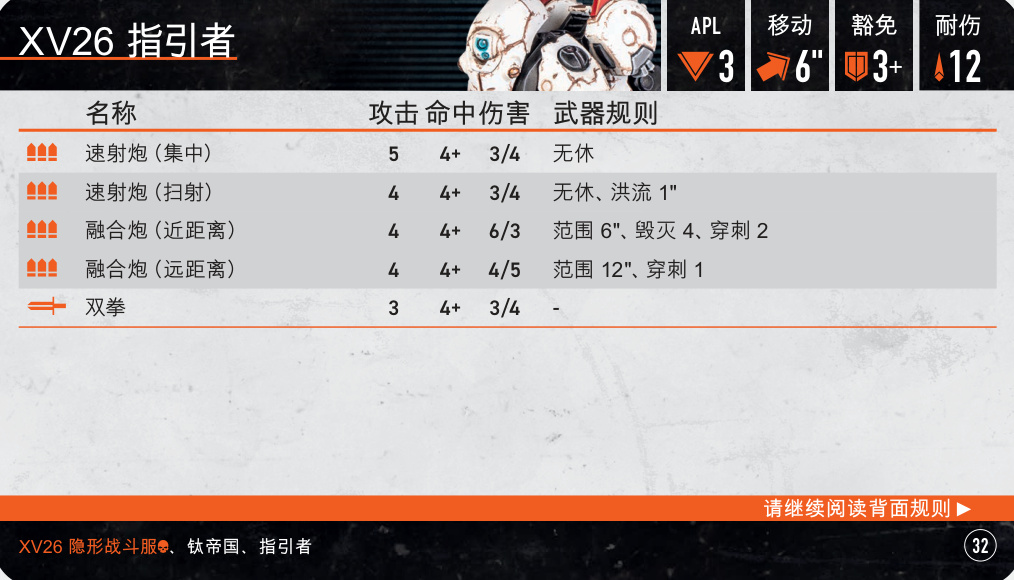 XV26 指引者
APL 3
移动 6"
豁免 3+
耐伤 12
名称 攻击 命中 伤害 武器规则
速射炮（集中） 5 4+ 3/4 无休
速射炮（扫射） 4 4+ 3/4 无休、洪流 1"
融合炮（近距离） 4 4+ 6/3 范围 6"、毁灭 4、穿刺 2
融合炮（远距离） 4 4+ 4/5 范围 12"、穿刺 1
双拳 3 4+ 3/4 -
请继续阅读背面规则 ▶
XV26 隐形战斗服、钛帝国、指引者 32